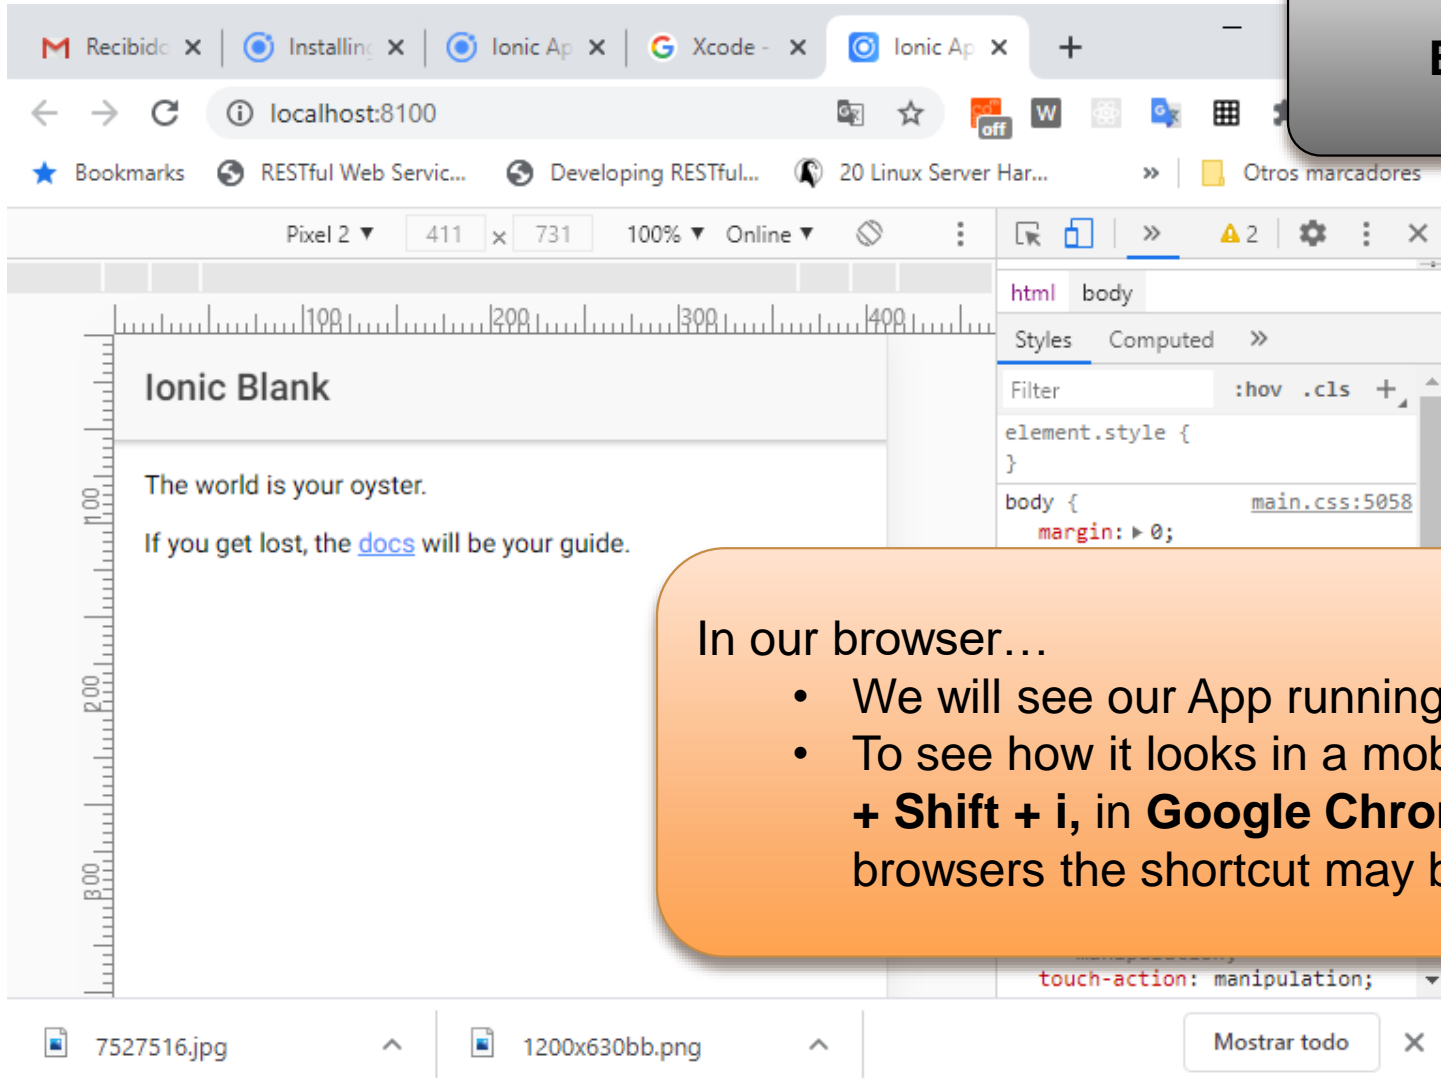 Recibido Installing Ionic Ap Xcode - Ionic Ap
localhost:8100 off W
Bookmarks RESTful Web Servic... Developing RESTful... 20 Linux Server Har... » Otros marcadores
Pixel 2 ▼ 411 × 731 100% ▼ Online ▼ » 2
html body
100 200 300 400
Styles Computed »
Ionic Blank
Filter :hov .cls +
element.style {
}
The world is your oyster.
body { main.css:5058
margin: ▶ 0;
If you get lost, the docs will be your guide.
100
200
300
In our browser…
• We will see our App running
• To see how it looks in a mob
+ Shift + i, in Google Chro
browsers the shortcut may b
touch-action: manipulation;
7527516.jpg 1200x630bb.png Mostrar todo